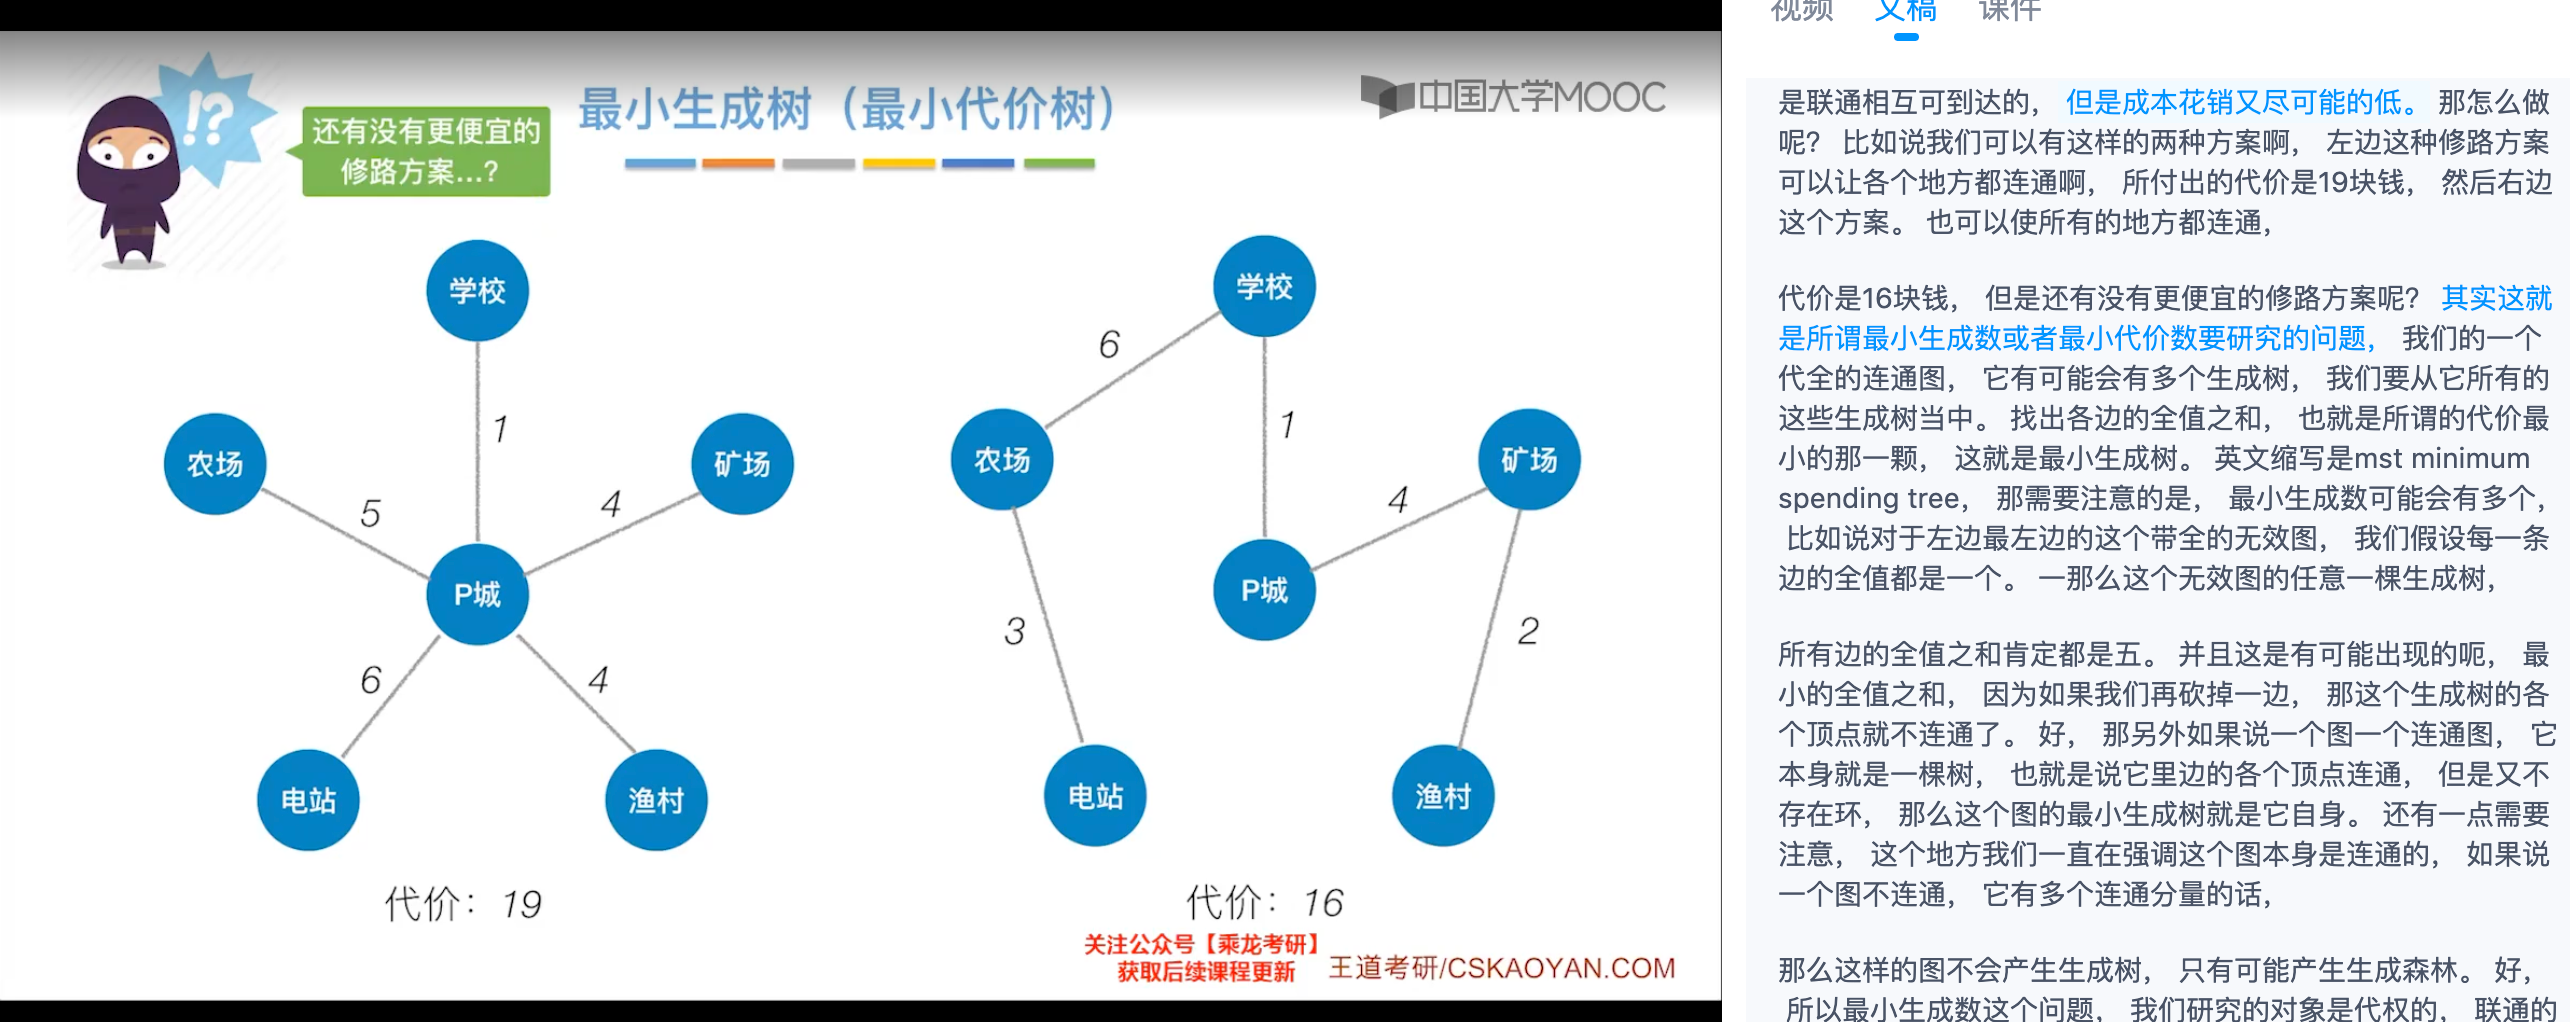 !?
还有没有更便宜的
修路方案...?
最小生成树（最小代价树）
中国大学MOOC
学校
农场
矿场
P城
电站
渔村
1
5
4
6
4
代价：19
学校
农场
矿场
P城
电站
渔村
6
1
4
3
2
代价：16
关注公众号【乘龙考研】
获取后续课程更新
王道考研/CSKAOYAN.COM
视频 文稿 课件
是联通相互可到达的， 但是成本花销又尽可能的低。 那怎么做
呢？ 比如说我们可以有这样的两种方案啊， 左边这种修路方案
可以让各个地方都连通啊， 所付出的代价是19块钱， 然后右边
这个方案。 也可以使所有的地方都连通，
代价是16块钱， 但是还有没有更便宜的修路方案呢？ 其实这就
是所谓最小生成数或者最小代价数要研究的问题， 我们的一个
代全的连通图， 它有可能会有多个生成树， 我们要从它所有的
这些生成树当中。 找出各边的全值之和， 也就是所谓的代价最
小的那一颗， 这就是最小生成树。 英文缩写是mst minimum
spending tree， 那需要注意的是， 最小生成数可能会有多个，
比如说对于左边最左边的这个带全的无效图， 我们假设每一条
边的全值都是一个。 一那么这个无效图的任意一棵生成树，
所有边的全值之和肯定都是五。 并且这是有可能出现的呃， 最
小的全值之和， 因为如果我们再砍掉一边， 那这个生成树的各
个顶点就不连通了。 好， 那另外如果说一个图一个连通图， 它
本身就是一棵树， 也就是说它里边的各个顶点连通， 但是又不
存在环， 那么这个图的最小生成树就是它自身。 还有一点需要
注意， 这个地方我们一直在强调这个图本身是连通的， 如果说
一个图不连通， 它有多个连通分量的话，
那么这样的图不会产生生成树， 只有可能产生生成森林。 好，
所以最小生成数这个问题， 我们研究的对象是代权的， 联通的